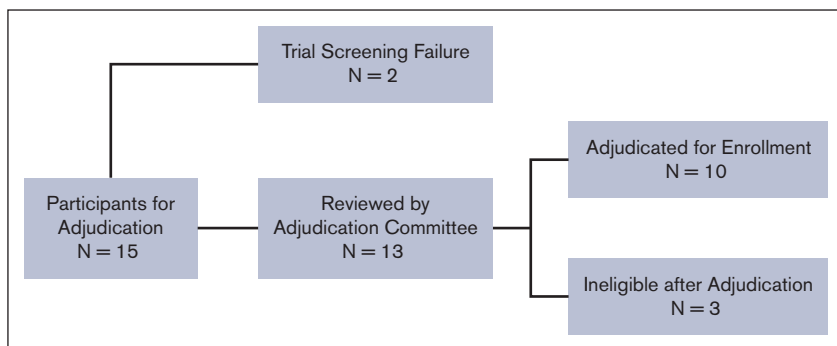 Trial Screening Failure
N = 2
Participants for
Adjudication
N = 15
Reviewed by
Adjudication Committee
N = 13
Adjudicated for Enrollment
N = 10
Ineligible after Adjudication
N = 3